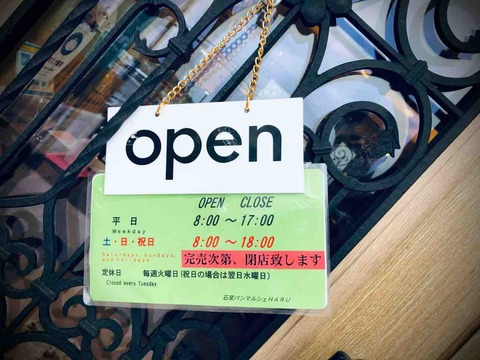 open
OPEN CLOSE
平日 8:00 ～ 17:00
Weekday
土・日・祝日 8:00 ～ 18:00
Saturdays, sundays, and holidays
完売次第、閉店致します
定休日 毎週火曜日(祝日の場合は翌日水曜日)
Closed every Tuesday
石窯パンマルシェHARU